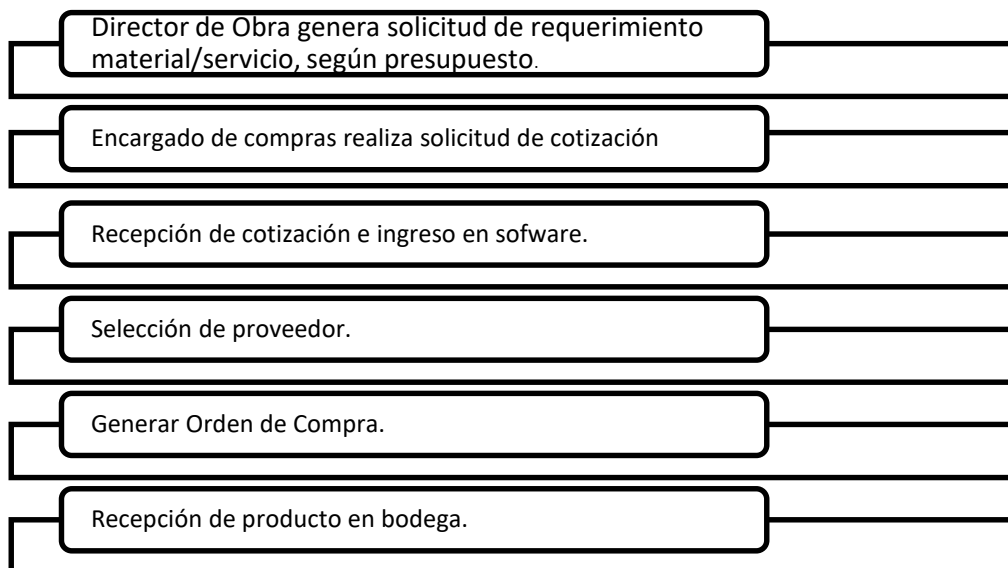 Director de Obra genera solicitud de requerimiento
material/servicio, según presupuesto.
Encargado de compras realiza solicitud de cotización
Recepción de cotización e ingreso en sofware.
Selección de proveedor.
Generar Orden de Compra.
Recepción de producto en bodega.